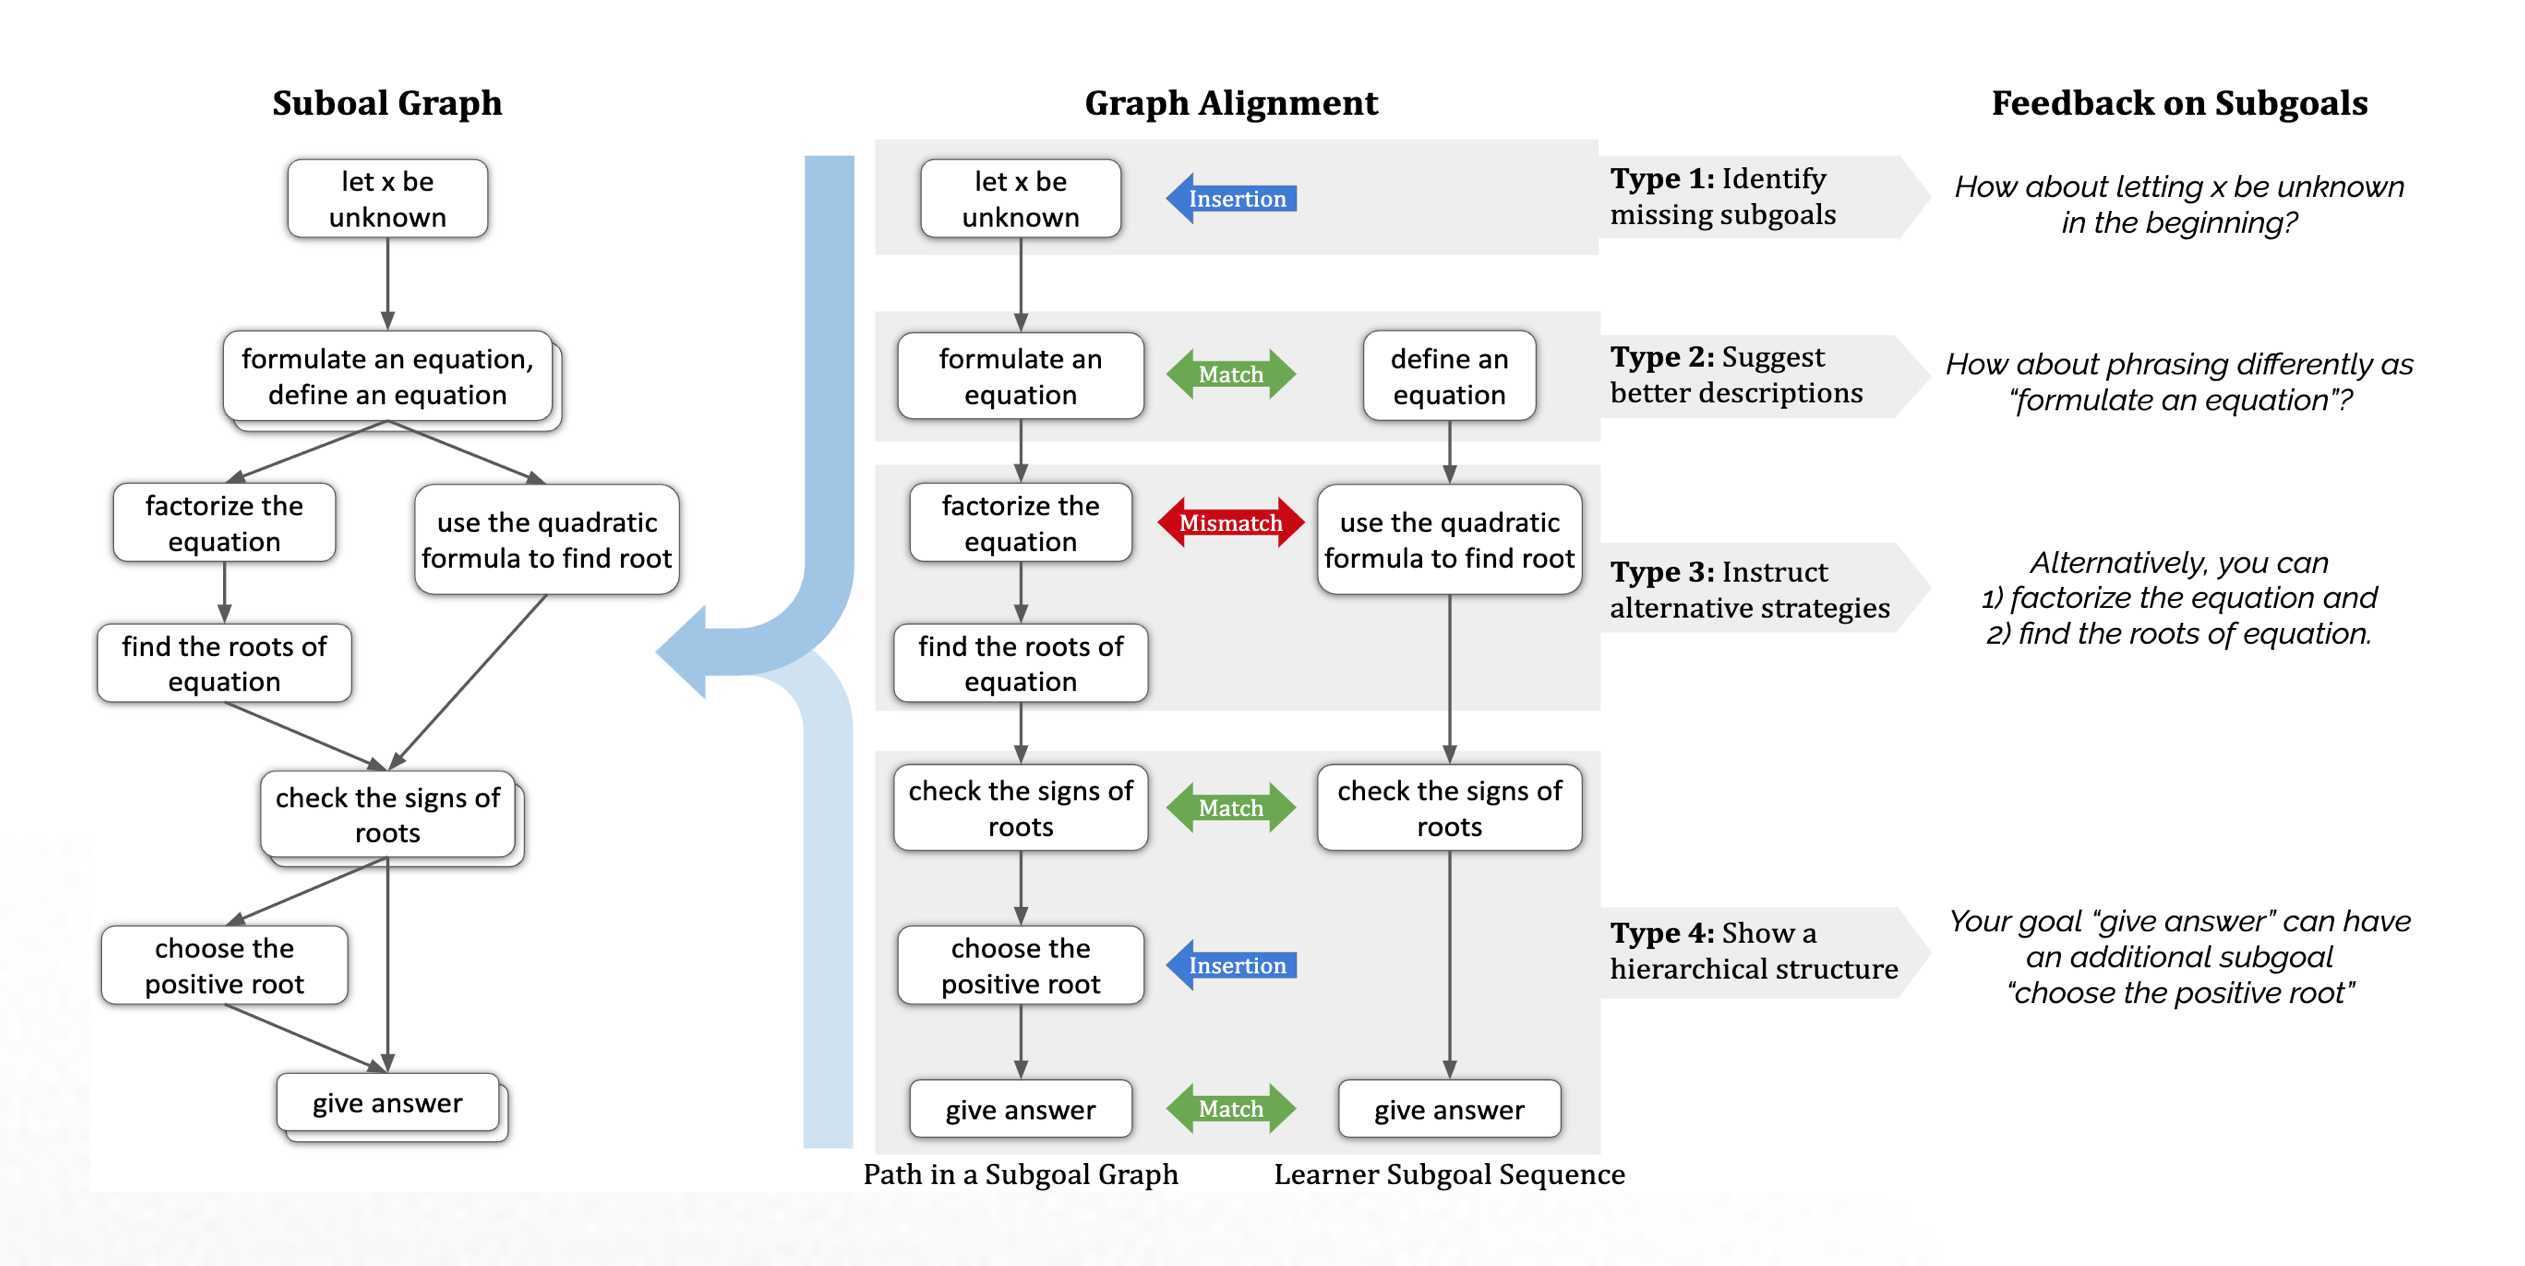 Suboal Graph
let x be
unknown
formulate an equation,
define an equation
factorize the
equation
use the quadratic
formula to find root
find the roots of
equation
check the signs of
roots
choose the
positive root
give answer
Graph Alignment
let x be
unknown
Insertion
formulate an
equation
Match
define an
equation
factorize the
equation
Mismatch
use the quadratic
formula to find root
find the roots of
equation
check the signs of
roots
Match
check the signs of
roots
choose the
positive root
Insertion
give answer
Match
give answer
Path in a Subgoal Graph
Learner Subgoal Sequence
Type 1: Identify
missing subgoals
Type 2: Suggest
better descriptions
Type 3: Instruct
alternative strategies
Type 4: Show a
hierarchical structure
Feedback on Subgoals
How about letting x be unknown
in the beginning?
How about phrasing differently as
“formulate an equation”?
Alternatively, you can
1) factorize the equation and
2) find the roots of equation.
Your goal “give answer” can have
an additional subgoal
“choose the positive root”